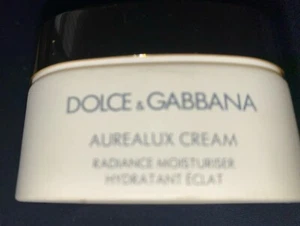 DOLCE & GABBANA
AUREALUX CREAM
RADIANCE MOISTURISER
HYDRATANT ÉCLAT